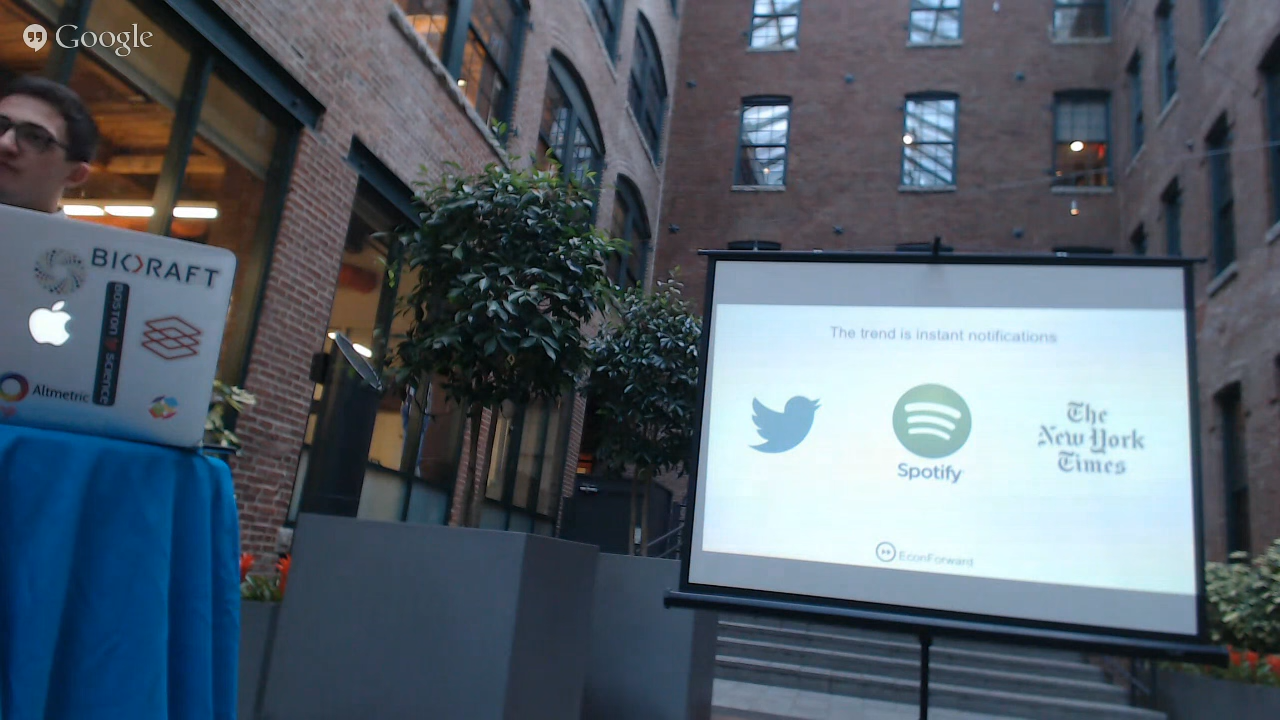 Google
BIORAFT
BOSTON SCIENCE
Altmetric
The trend is instant notifications
Spotify
The
New York
Times
EconForward